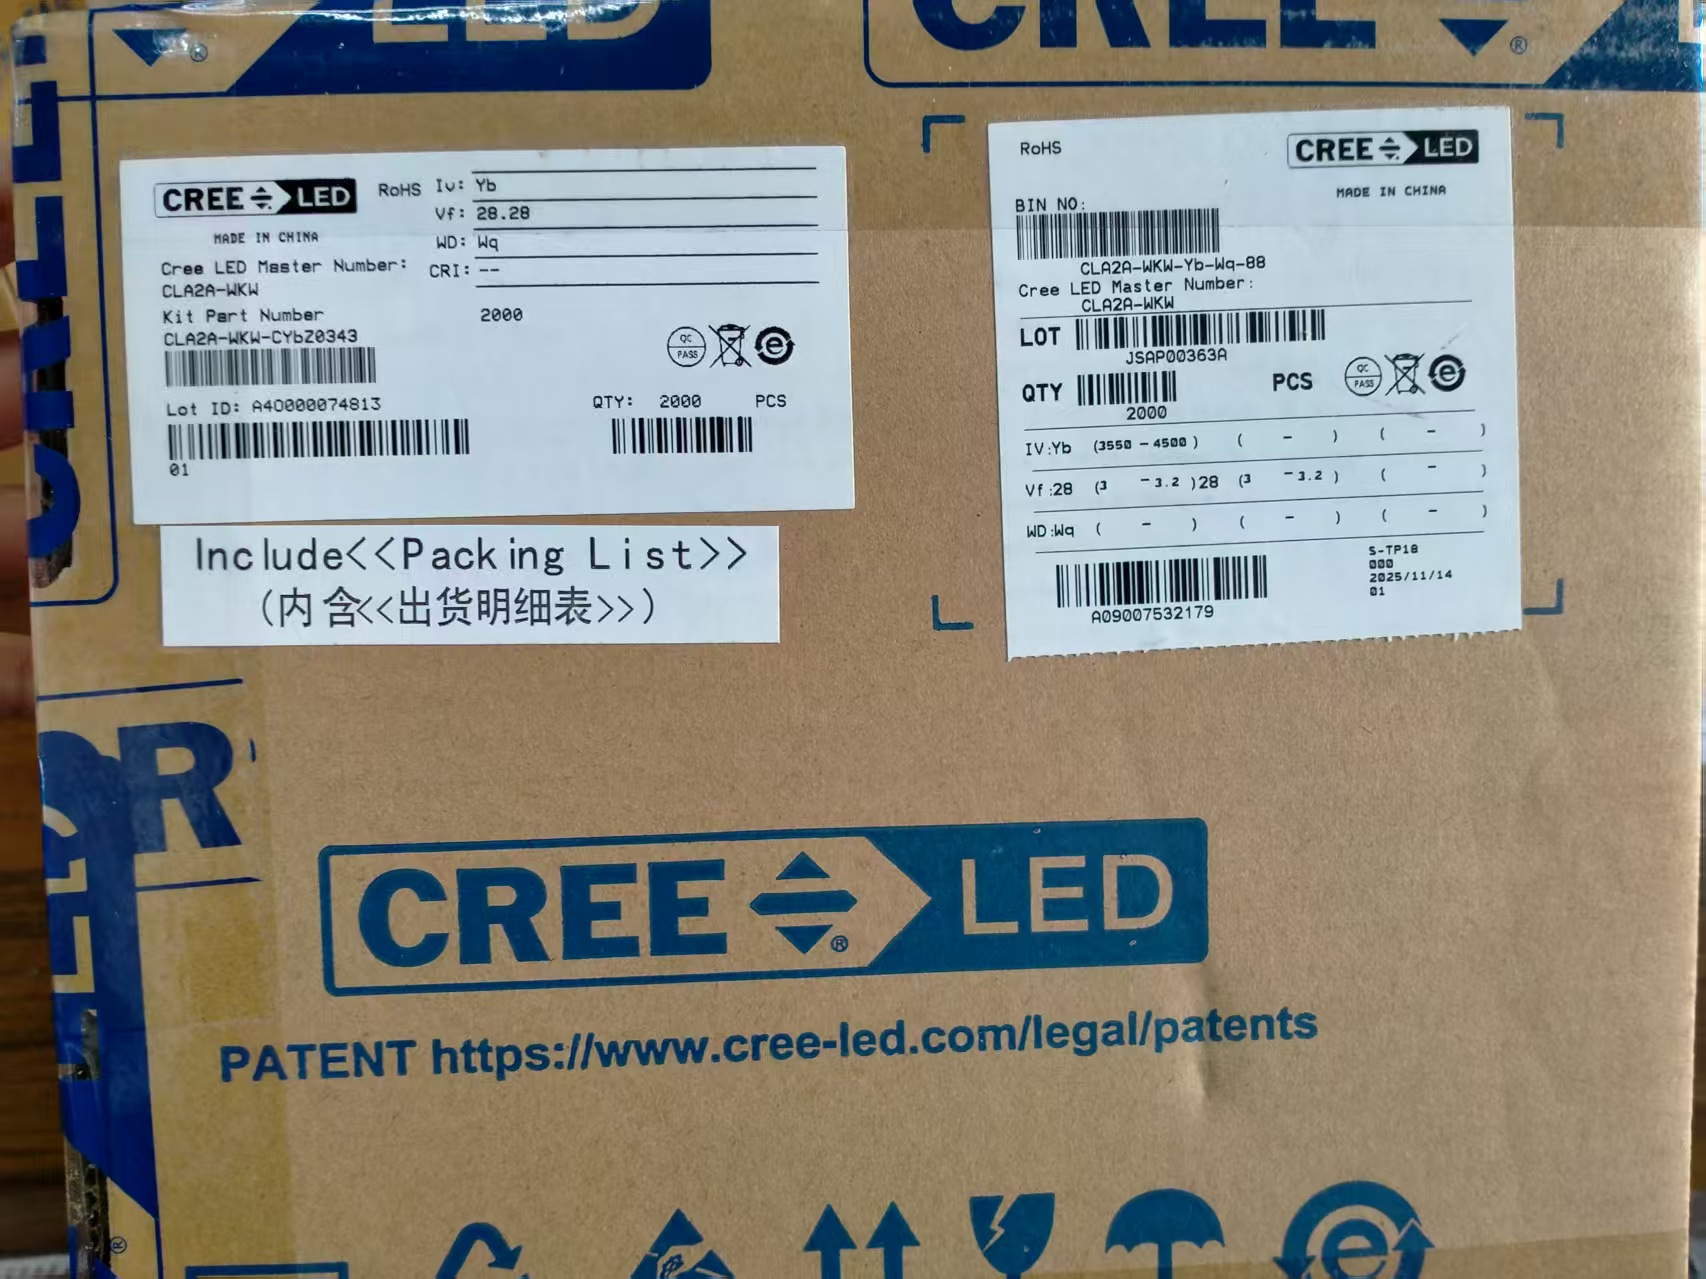 LED
CREE
®
®
CREE LED
RoHS
Iv: Yb
Vf: 28.28
MADE IN CHINA
WD: Wq
Cree LED Master Number:
CRI: --
CLA2A-WKW
Kit Part Number
2000
CLA2A-WKW-CYbZ0343
QC
PASS
Lot ID: A40000074813
QTY: 2000 PCS
01
Include<<Packing List>>
(内含<<出货明细表>>)
RoHS
CREE LED
MADE IN CHINA
BIN NO:
CLA2A-WKW-Yb-Wq-88
Cree LED Master Number:
CLA2A-WKW
LOT
JSAP00363A
QTY
PCS
QC
PASS
2000
IV:Yb (3550 - 4500 ) ( - ) ( - )
Vf:28 (3 - 3.2 )28 (3 - 3.2 ) ( - )
WD:Wq ( - ) ( - ) ( - )
S-TP18
000
2025/11/14
01
A09007532179
OR
CREE LED
®
PATENT https://www.cree-led.com/legal/patents
e
®